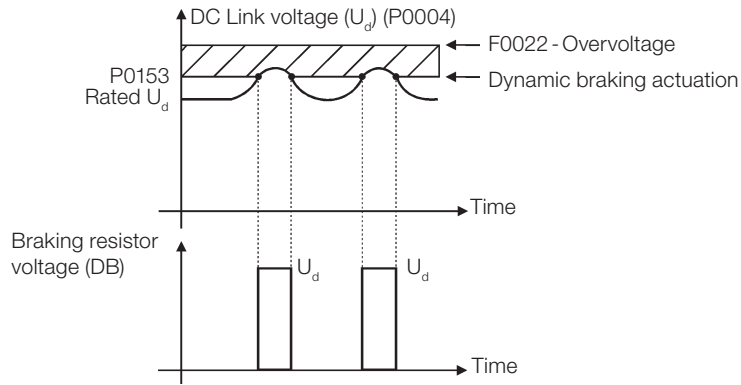 DC Link voltage (Ud) (P0004)
F0022 - Overvoltage
P0153
Dynamic braking actuation
Rated Ud
Time
Braking resistor
voltage (DB)
Ud
Ud
Time